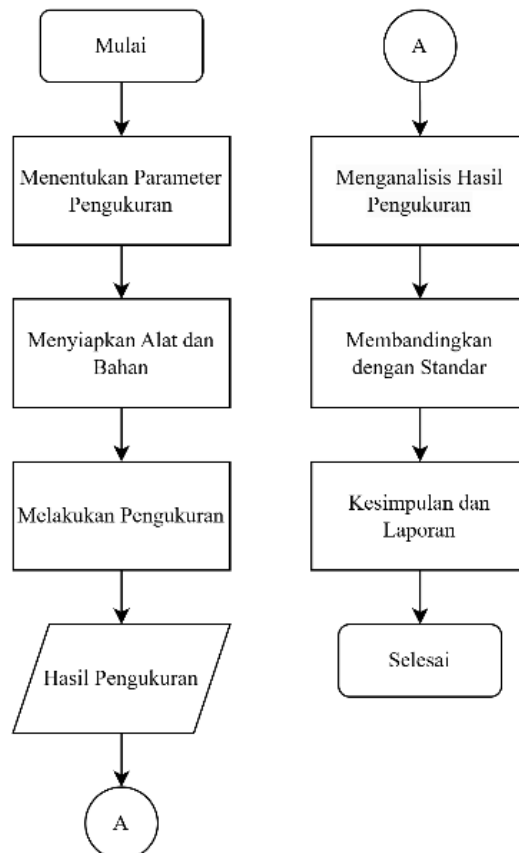 Mulai
Menentukan Parameter
Pengukuran
Menyiapkan Alat dan
Bahan
Melakukan Pengukuran
Hasil Pengukuran
A
A
Menganalisis Hasil
Pengukuran
Membandingkan
dengan Standar
Kesimpulan dan
Laporan
Selesai